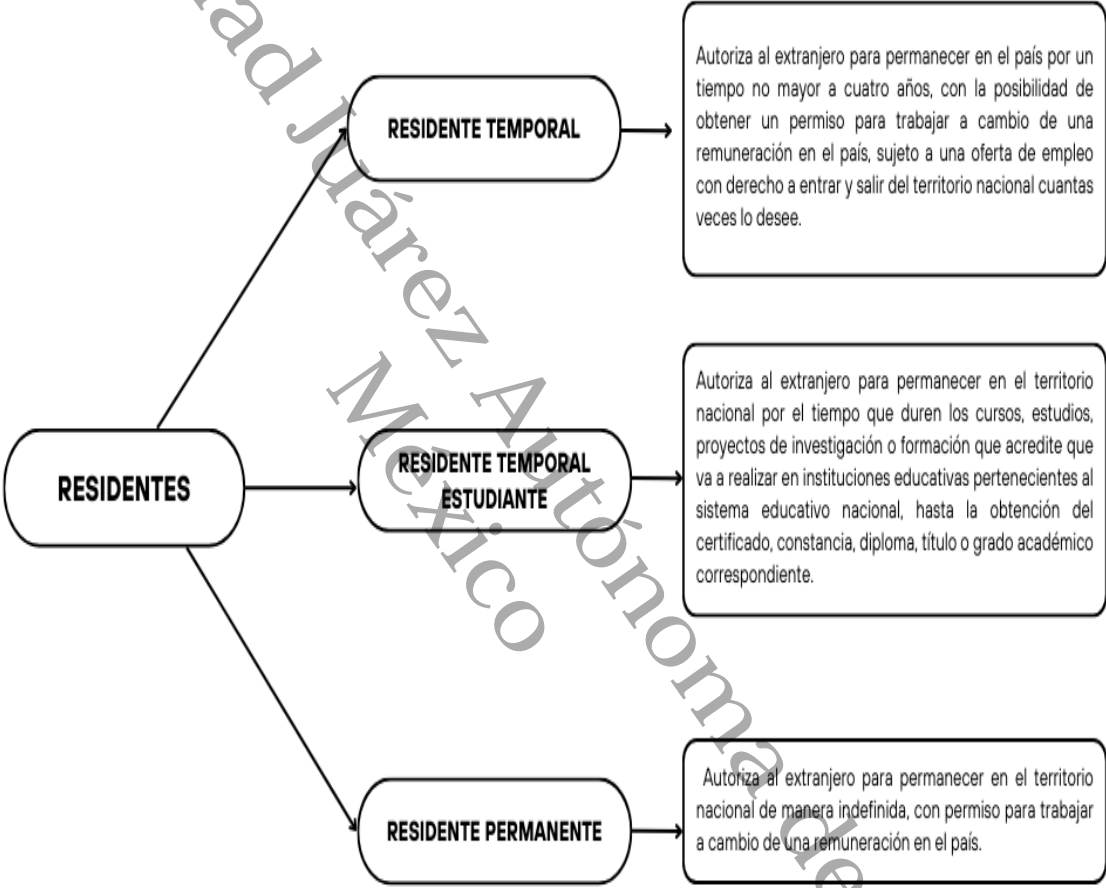 RESIDENTES
RESIDENTE TEMPORAL
Autoriza al extranjero para permanecer en el país por un
tiempo no mayor a cuatro años, con la posibilidad de
obtener un permiso para trabajar a cambio de una
remuneración en el país, sujeto a una oferta de empleo
con derecho a entrar y salir del territorio nacional cuantas
veces lo desee.
RESIDENTE TEMPORAL
ESTUDIANTE
Autoriza al extranjero para permanecer en el territorio
nacional por el tiempo que duren los cursos, estudios,
proyectos de investigación o formación que acredite que
va a realizar en instituciones educativas pertenecientes al
sistema educativo nacional, hasta la obtención del
certificado, constancia, diploma, título o grado académico
correspondiente.
RESIDENTE PERMANENTE
Autoriza al extranjero para permanecer en el territorio
nacional de manera indefinida, con permiso para trabajar
a cambio de una remuneración en el país.
Juárez Autónoma de
México